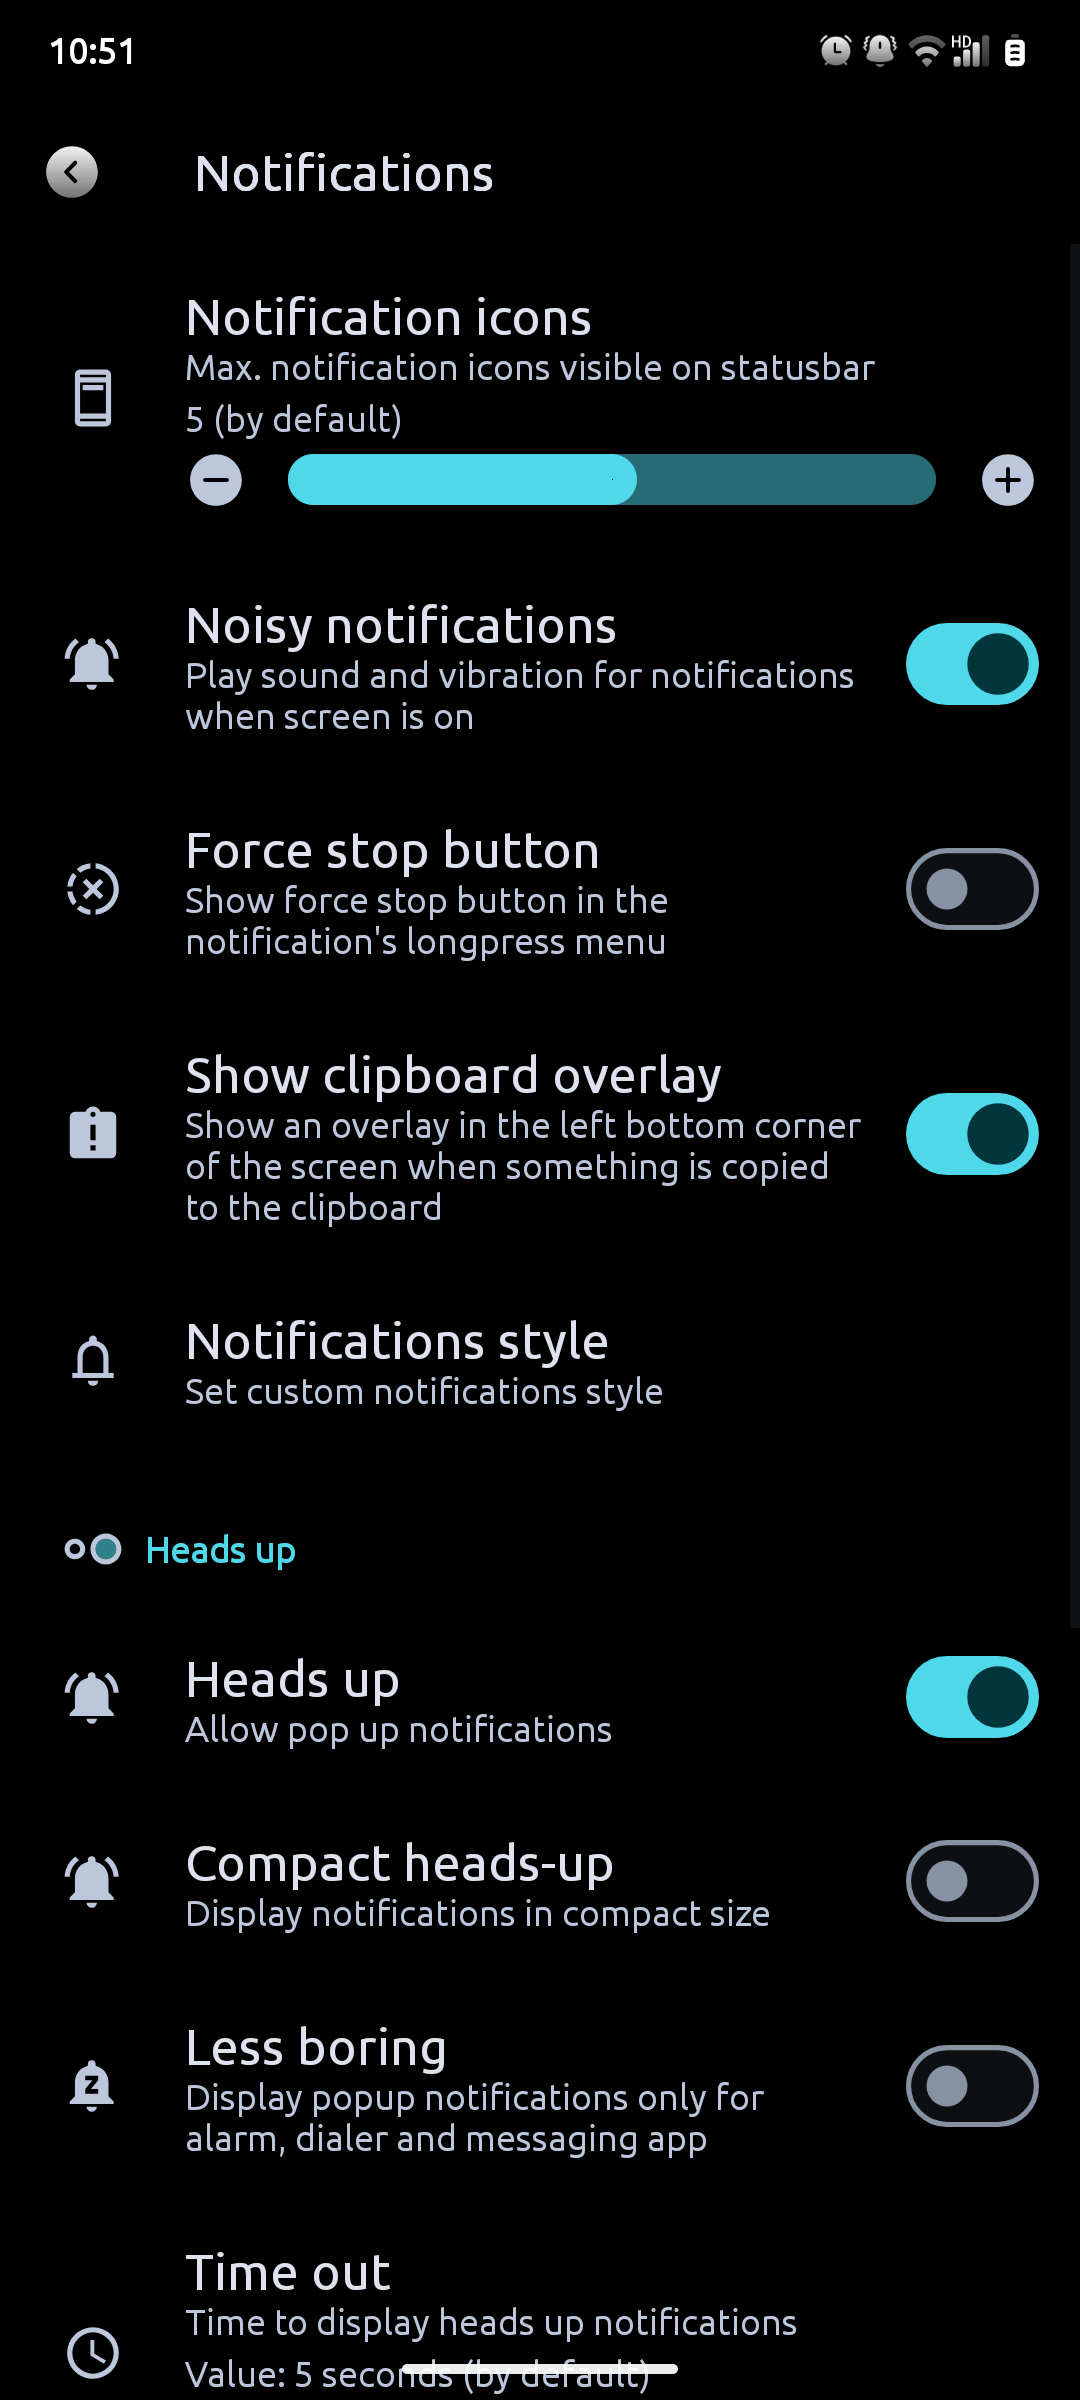 10:51
HD
Notifications
Notification icons
Max. notification icons visible on statusbar
5 (by default)
Noisy notifications
Play sound and vibration for notifications
when screen is on
Force stop button
Show force stop button in the
notification's longpress menu
Show clipboard overlay
Show an overlay in the left bottom corner
of the screen when something is copied
to the clipboard
Notifications style
Set custom notifications style
Heads up
Heads up
Allow pop up notifications
Compact heads-up
Display notifications in compact size
Less boring
Display popup notifications only for
alarm, dialer and messaging app
Time out
Time to display heads up notifications
Value: 5 seconds (by default)